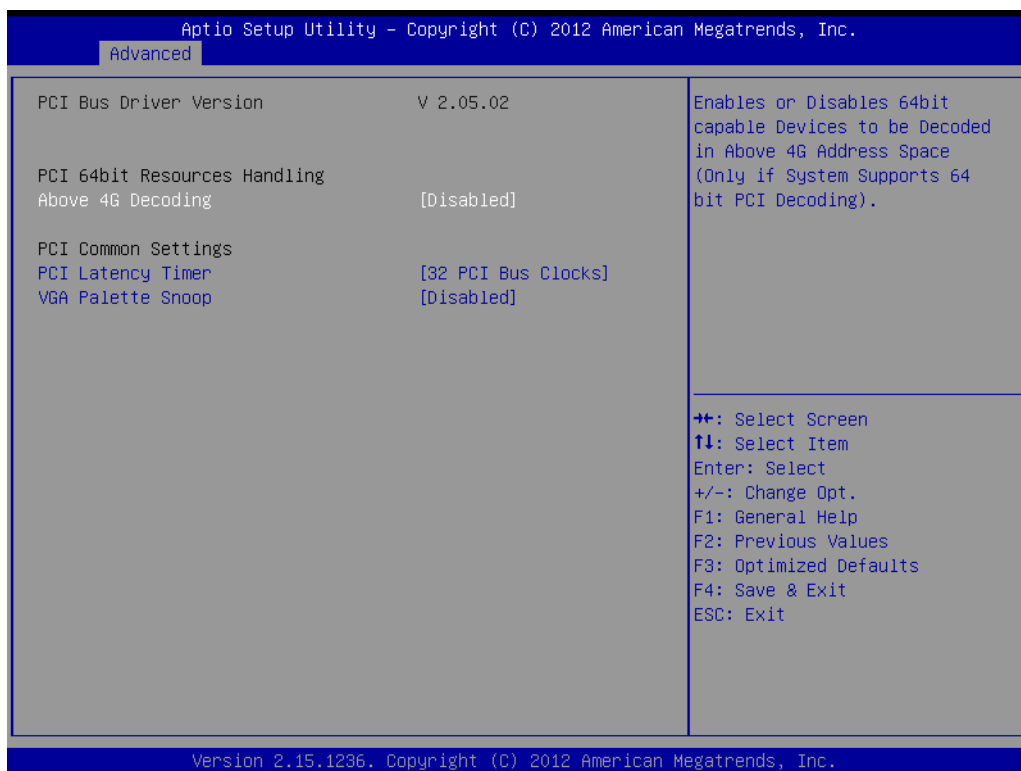 Aptio Setup Utility – Copyright (C) 2012 American Megatrends, Inc.
Advanced
PCI Bus Driver Version V 2.05.02
PCI 64bit Resources Handling
Above 4G Decoding [Disabled]
PCI Common Settings
PCI Latency Timer [32 PCI Bus Clocks]
VGA Palette Snoop [Disabled]
Enables or Disables 64bit
capable Devices to be Decoded
in Above 4G Address Space
(Only if System Supports 64
bit PCI Decoding).
→←: Select Screen
↑↓: Select Item
Enter: Select
+/-: Change Opt.
F1: General Help
F2: Previous Values
F3: Optimized Defaults
F4: Save & Exit
ESC: Exit
Version 2.15.1236. Copyright (C) 2012 American Megatrends, Inc.